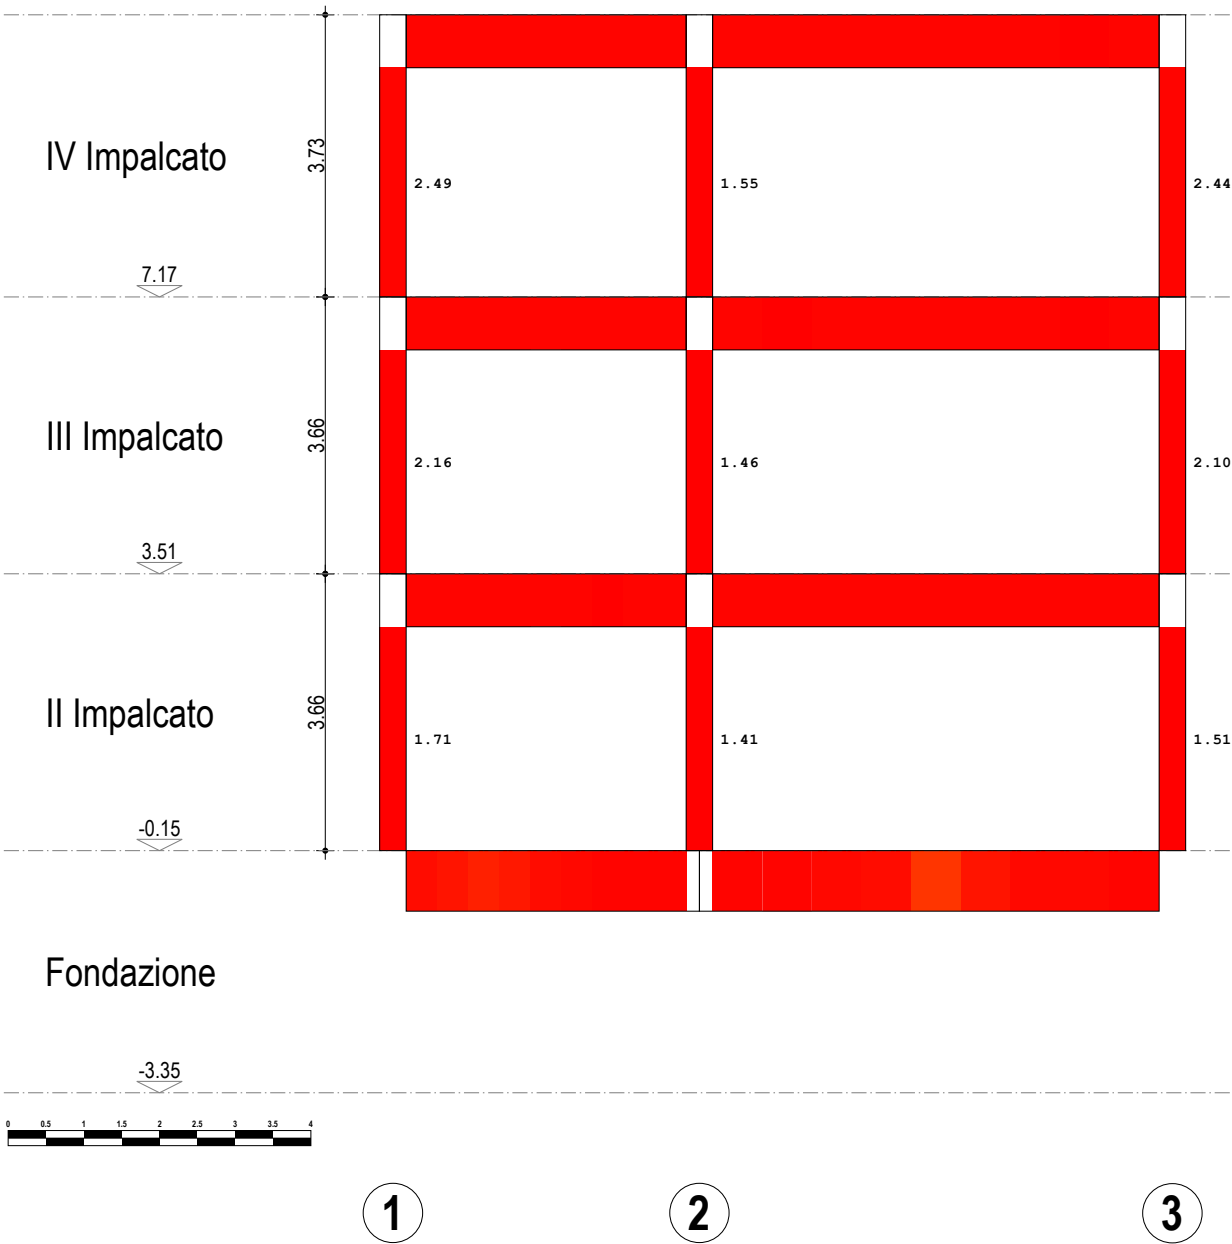 3.73
IV Impalcato
2.49 1.55 2.44
7.17
3.66
III Impalcato
2.16 1.46 2.10
3.51
3.66
II Impalcato
1.71 1.41 1.51
-0.15
Fondazione
-3.35
0 0.5 1 1.5 2 2.5 3 3.5 4
1 2 3